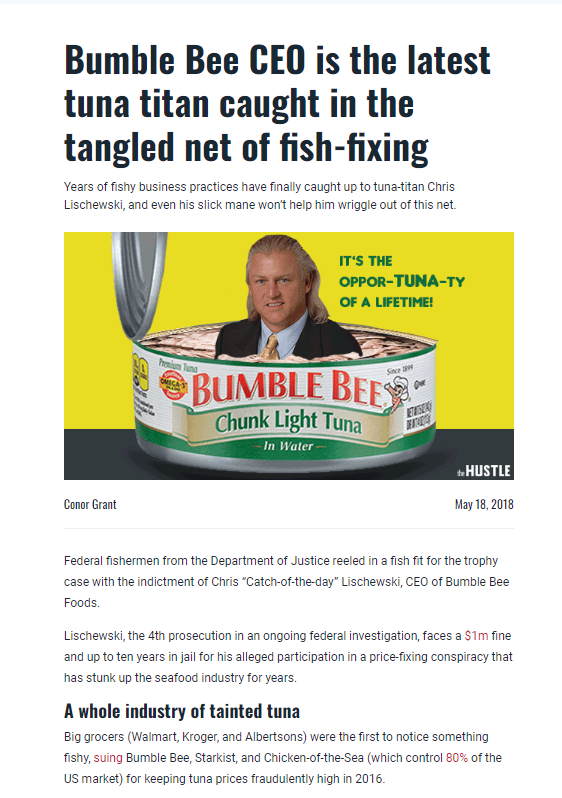 Bumble Bee CEO is the latest
tuna titan caught in the
tangled net of fish-fixing
Years of fishy business practices have finally caught up to tuna-titan Chris
Lischewski, and even his slick mane won't help him wriggle out of this net.
IT'S THE
OPPOR-TUNA-TY
OF A LIFETIME!
Premium Tuna
Since 1899
OMEGA-3
BUMBLE BEE
Chunk Light Tuna
In Water
the HUSTLE
Conor Grant
May 18, 2018
Federal fishermen from the Department of Justice reeled in a fish fit for the trophy
case with the indictment of Chris “Catch-of-the-day” Lischewski, CEO of Bumble Bee
Foods.
Lischewski, the 4th prosecution in an ongoing federal investigation, faces a $1m fine
and up to ten years in jail for his alleged participation in a price-fixing conspiracy that
has stunk up the seafood industry for years.
A whole industry of tainted tuna
Big grocers (Walmart, Kroger, and Albertsons) were the first to notice something
fishy, suing Bumble Bee, Starkist, and Chicken-of-the-Sea (which control 80% of the
US market) for keeping tuna prices fraudulently high in 2016.